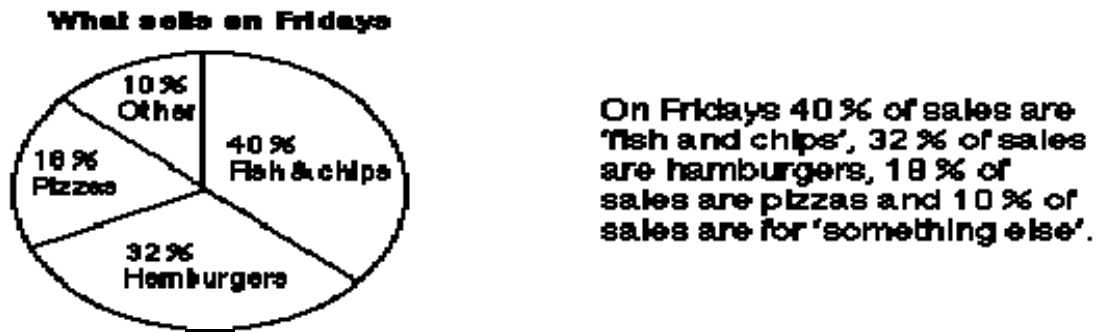 What sells on Fridays
10 %
Other
40 %
Fish & chips
18 %
Pizzas
32 %
Hamburgers
On Fridays 40 % of sales are
'fish and chips', 32 % of sales
are hamburgers, 18 % of
sales are pizzas and 10 % of
sales are for 'something else'.